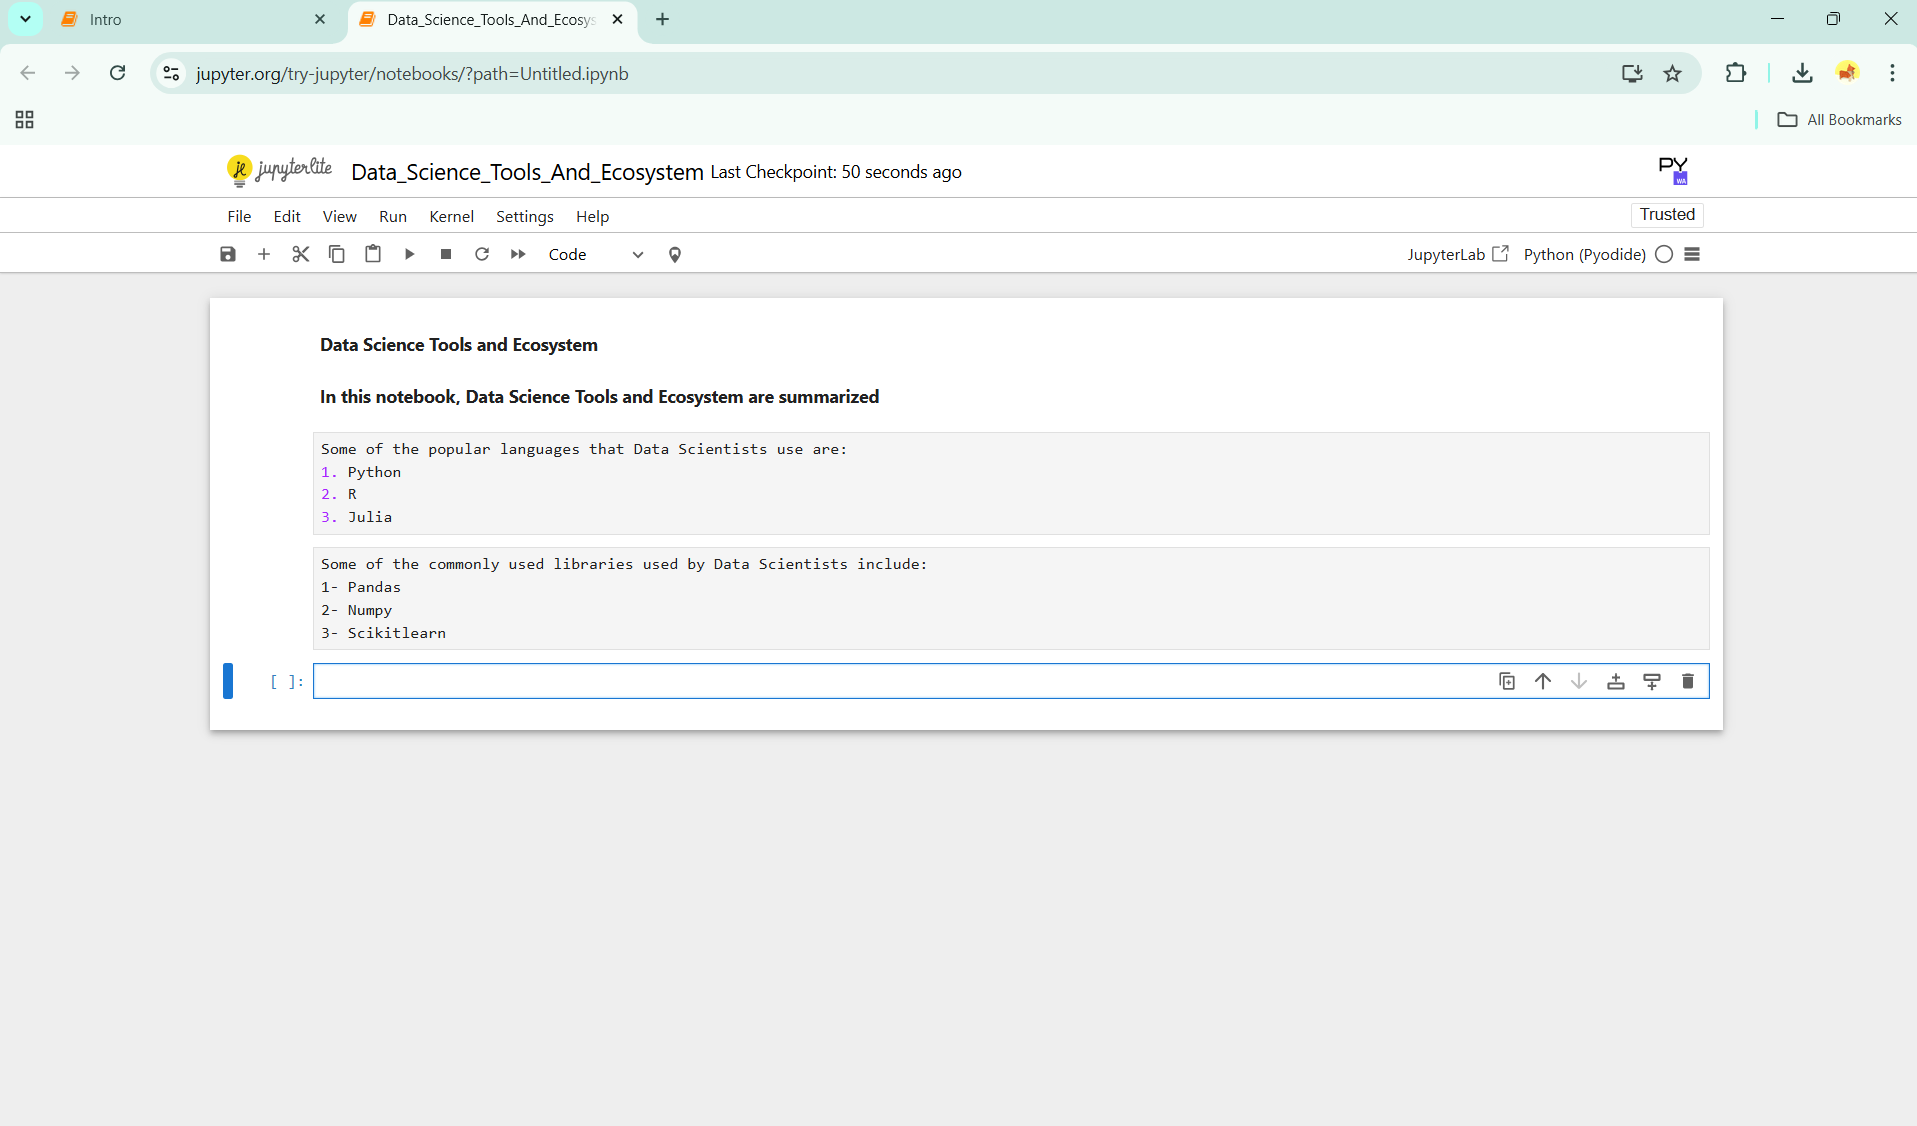 Intro
Data_Science_Tools_And_Ecosys
jupyter.org/try-jupyter/notebooks/?path=Untitled.ipynb
All Bookmarks
jupyterlite Data_Science_Tools_And_Ecosystem Last Checkpoint: 50 seconds ago PY WA
File Edit View Run Kernel Settings Help Trusted
Code JupyterLab Python (Pyodide)
Data Science Tools and Ecosystem
In this notebook, Data Science Tools and Ecosystem are summarized
Some of the popular languages that Data Scientists use are:
1. Python
2. R
3. Julia
Some of the commonly used libraries used by Data Scientists include:
1- Pandas
2- Numpy
3- Scikitlearn
[ ]: